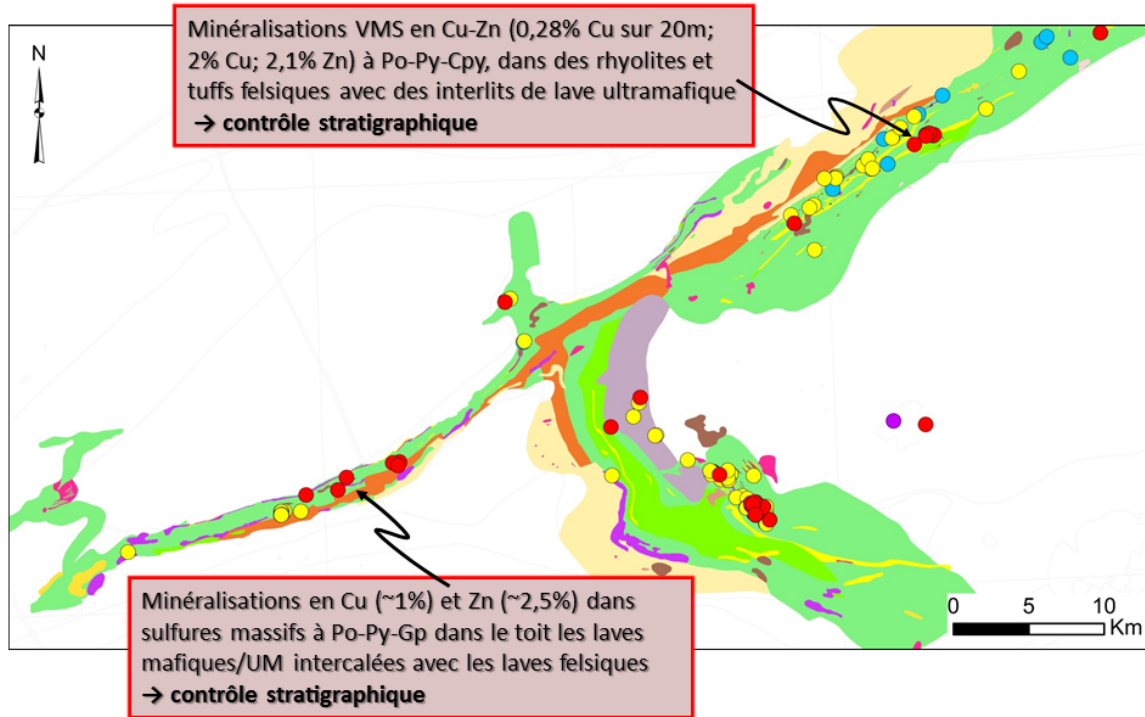 Minéralisations VMS en Cu-Zn (0,28% Cu sur 20m;
2% Cu; 2,1% Zn) à Po-Py-Cpy, dans des rhyolites et
tuffs felsiques avec des interlits de lave ultramafique
→ contrôle stratigraphique
N
Minéralisations en Cu (~1%) et Zn (~2,5%) dans
sulfures massifs à Po-Py-Gp dans le toit les laves
mafiques/UM intercalées avec les laves felsiques
→ contrôle stratigraphique
0 5 10
Km